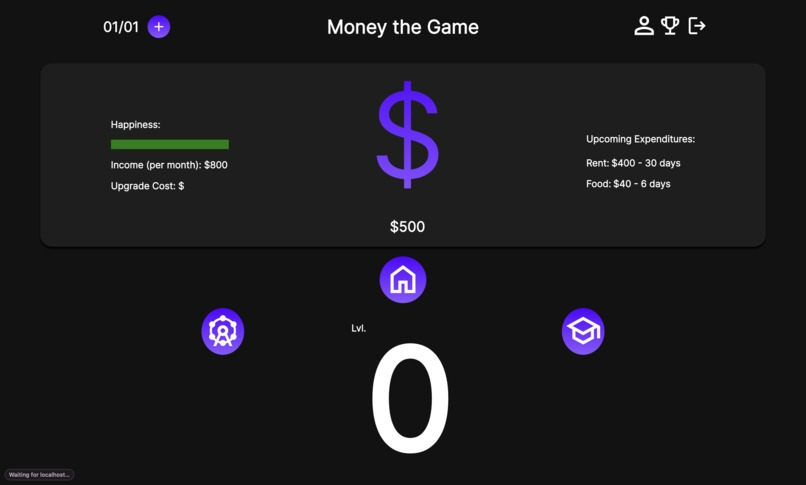 01/01
Money the Game
Happiness:
Income (per month): $800
Upgrade Cost: $
$
$500
Upcoming Expenditures:
Rent: $400 - 30 days
Food: $40 - 6 days
Lvl.
0
Waiting for localhost...